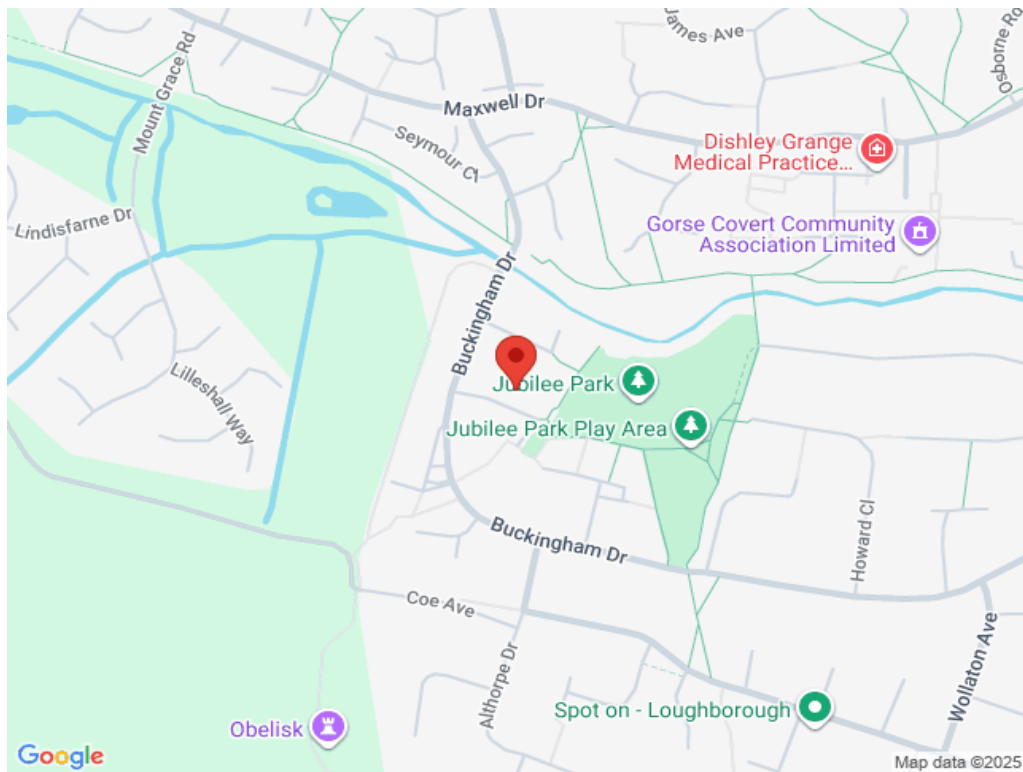 James Ave
Osborne Rd
Mount Grace Rd
Maxwell Dr
Seymour Cl
Dishley Grange
Medical Practice...
Gorse Covert Community
Association Limited
Lindisfarne Dr
Buckingham Dr
Lilleshall Way
Jubilee Park
Jubilee Park Play Area
Buckingham Dr
Howard Cl
Coe Ave
Wollaton Ave
Althorpe Dr
Spot on - Loughborough
Obelisk
Google
Map data ©2025